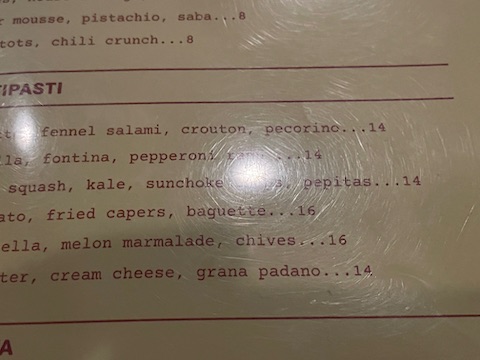 mousse, pistachio, saba...8
tots, chili crunch...8
TIPASTI
fennel salami, crouton, pecorino...14
lla, fontina, pepperoni ...14
squash, kale, sunchoke pepitas...14
ato, fried capers, baguette...16
ella, melon marmalade, chives...16
ter, cream cheese, grana padano...14
A